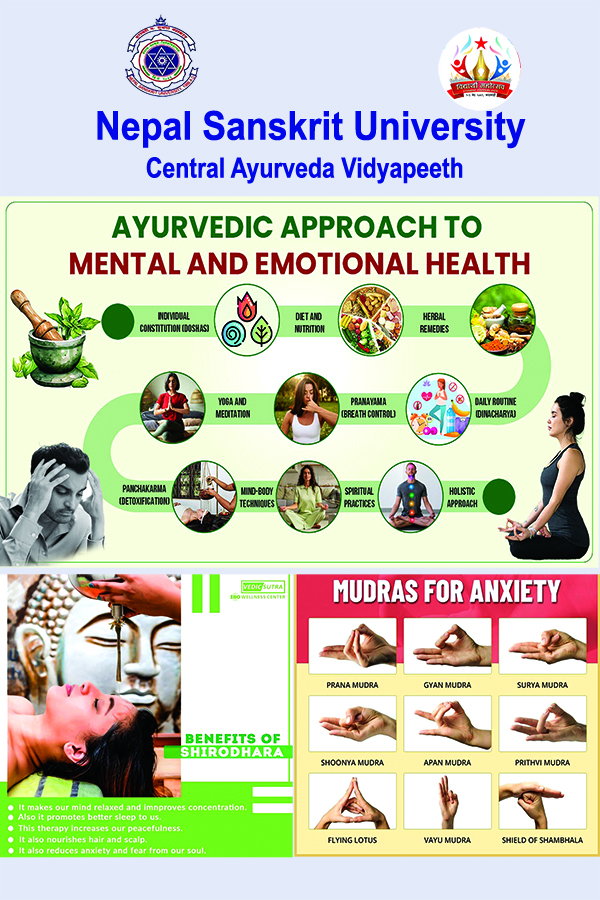 Nepal Sanskrit University
Central Ayurveda Vidyapeeth
AYURVEDIC APPROACH TO
MENTAL AND EMOTIONAL HEALTH
INDIVIDUAL
CONSTITUTION (DOSHAS)
DIET AND
NUTRITION
HERBAL
REMEDIES
YOGA AND
MEDITATION
PRANAYAMA
(BREATH CONTROL)
DAILY ROUTINE
(DINACHARYA)
PANCHAKARMA
(DETOXIFICATION)
MIND-BODY
TECHNIQUES
SPIRITUAL
PRACTICES
HOLISTIC
APPROACH
VEDIC SUTRA
WELLNESS CENTER
BENEFITS OF
SHIRODHARA
It makes our mind relaxed and imnproves concentration.
Also it promotes better sleep to us.
This therapy increases our peacefulness.
It also nourishes hair and scalp.
It also reduces anxiety and fear from our soul.
MUDRAS FOR ANXIETY
PRANA MUDRA
GYAN MUDRA
SURYA MUDRA
SHOONYA MUDRA
APAN MUDRA
PRITHVI MUDRA
FLYING LOTUS
VAYU MUDRA
SHIELD OF SHAMBHALA